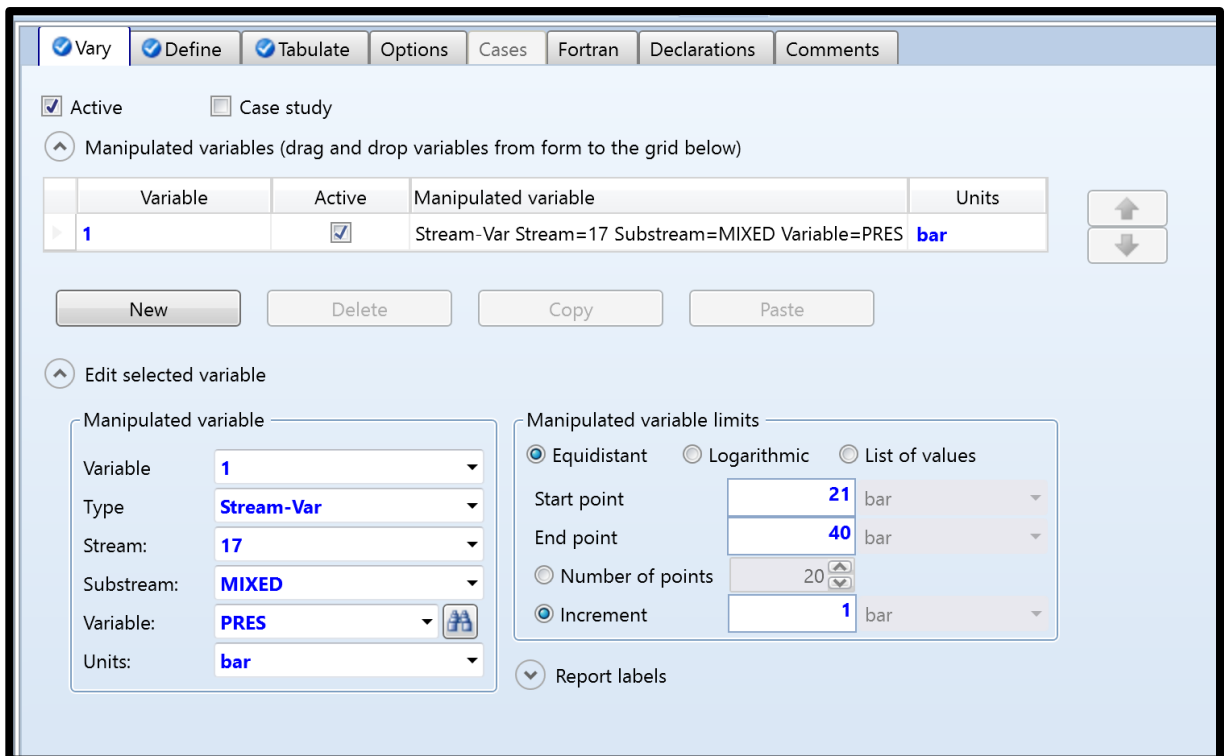 Vary Define Tabulate Options Cases Fortran Declarations Comments
Active Case study
Manipulated variables (drag and drop variables from form to the grid below)
Variable Active Manipulated variable Units
1 Stream-Var Stream=17 Substream=MIXED Variable=PRES bar
New Delete Copy Paste
Edit selected variable
Manipulated variable
Variable 1
Type Stream-Var
Stream: 17
Substream: MIXED
Variable: PRES
Units: bar
Manipulated variable limits
Equidistant Logarithmic List of values
Start point 21 bar
End point 40 bar
Number of points 20
Increment 1 bar
Report labels